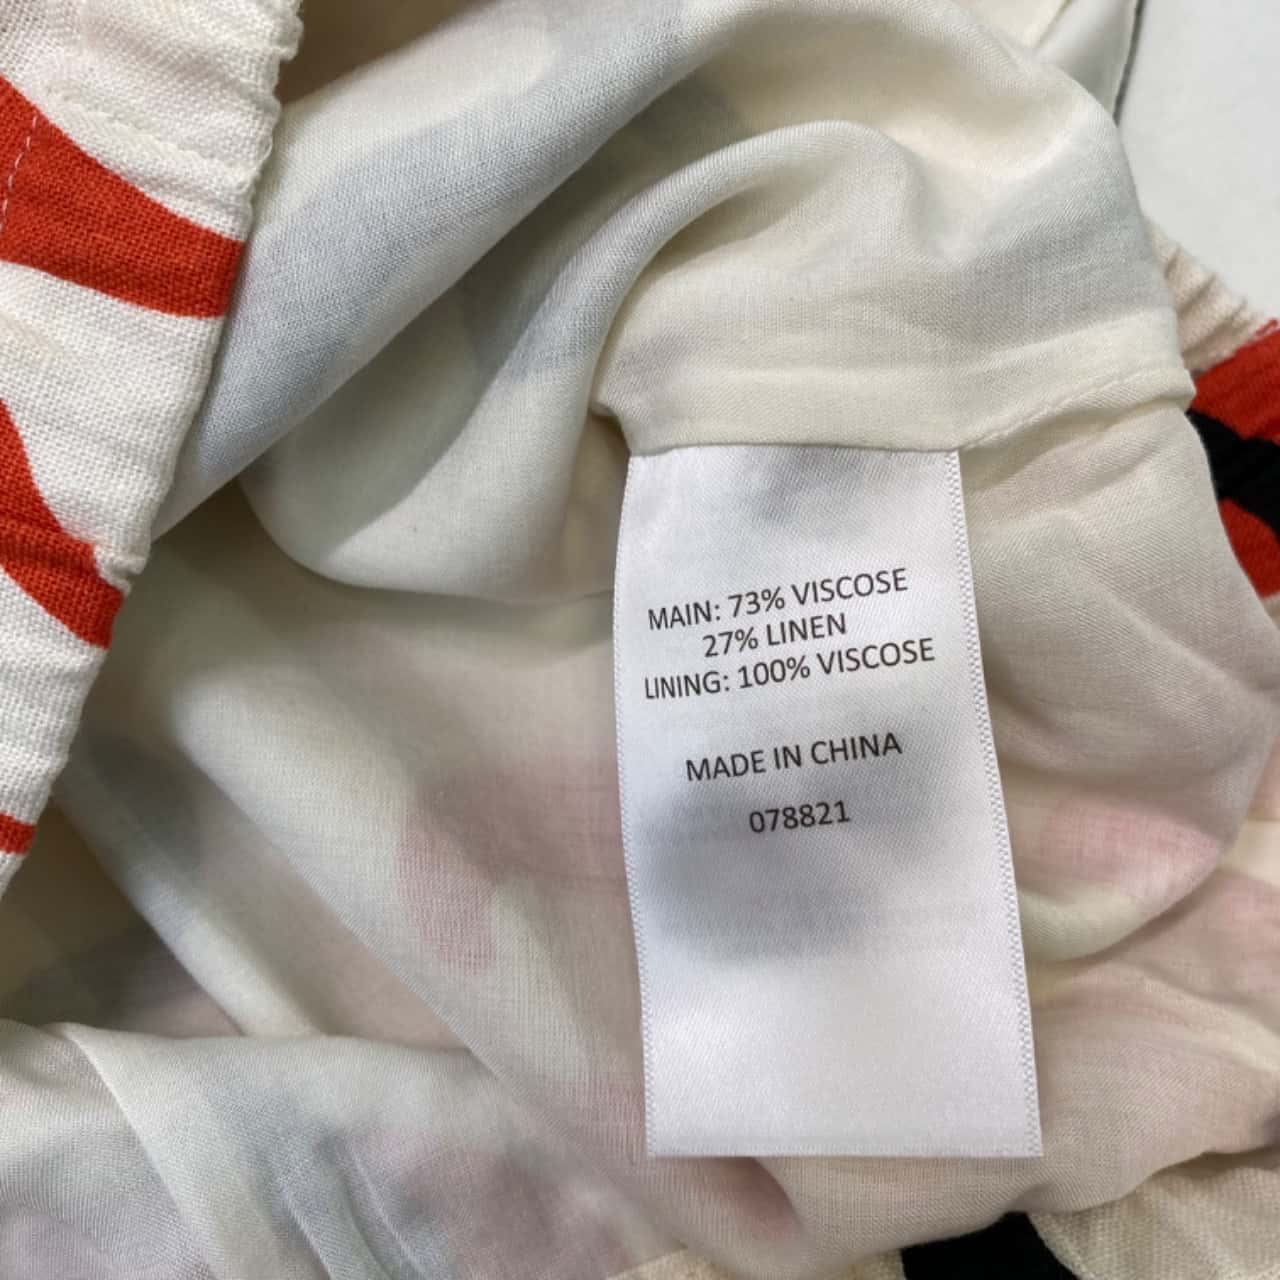 MAIN: 73% VISCOSE
27% LINEN
LINING: 100% VISCOSE
MADE IN CHINA
078821